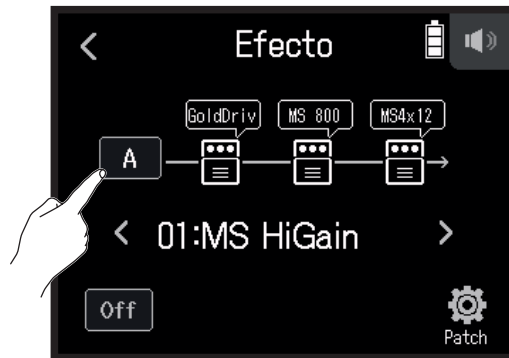 Efecto
GoldDriv MS 800 MS4x12
A
01:MS HiGain
Off
Patch